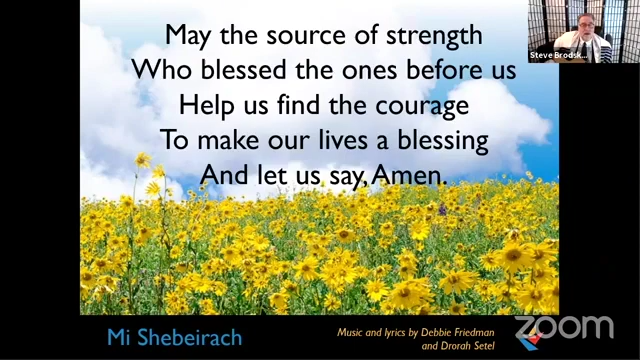 May the source of strength
Who blessed the ones before us
Help us find the courage
To make our lives a blessing
And let us say, Amen.
Steve Brodsk...
Mi Shebeirach
Music and lyrics by Debbie Friedman
and Drorah Setel
zoom